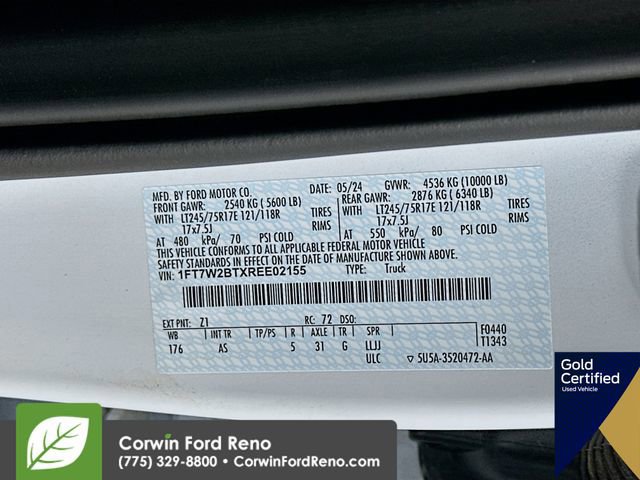 MFD. BY FORD MOTOR CO.
DATE: 05/24 GVWR: 4536 KG (10000 LB)
FRONT GAWR: 2540 KG ( 5600 LB) REAR GAWR: 2876 KG ( 6340 LB)
WITH LT245/75R17E 121/118R TIRES WITH LT245/75R17E 121/118R TIRES
17x7.5J RIMS 17x7.5J RIMS
AT 480 kPa/ 70 PSI COLD AT 550 kPa/ 80 PSI COLD
THIS VEHICLE CONFORMS TO ALL APPLICABLE FEDERAL MOTOR VEHICLE
SAFETY STANDARDS IN EFFECT ON THE DATE OF MANUFACTURE SHOWN ABOVE.
VIN: 1FT7W2BTXREE02155 TYPE: Truck
EXT PNT: Z1 RC: 72 DSO: F0440
WB INT TR TP/PS R AXLE TR SPR T1343
176 AS 5 31 G LLJJ
ULC ▽ 5U5A-3520472-AA
Gold
Certified
Used Vehicle
Corwin Ford Reno
(775) 329-8800 • CorwinFordReno.com